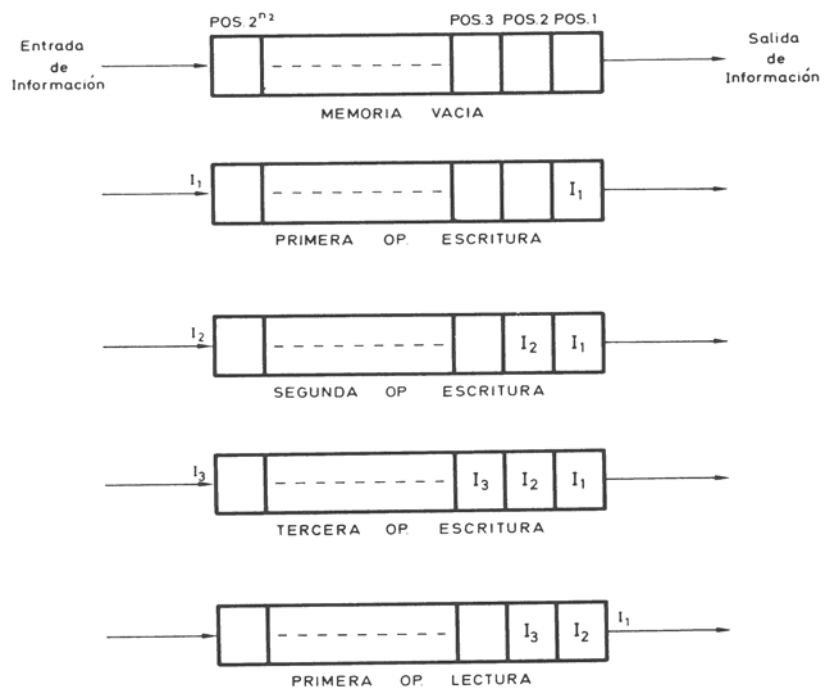 POS.2ⁿ² POS.3 POS.2 POS.1
Entrada
de
Información
Salida
de
Información
MEMORIA VACIA
I₁
I₁
PRIMERA OP. ESCRITURA
I₂
I₂ I₁
SEGUNDA OP ESCRITURA
I₃
I₃ I₂ I₁
TERCERA OP. ESCRITURA
I₃ I₂
I₁
PRIMERA OP. LECTURA